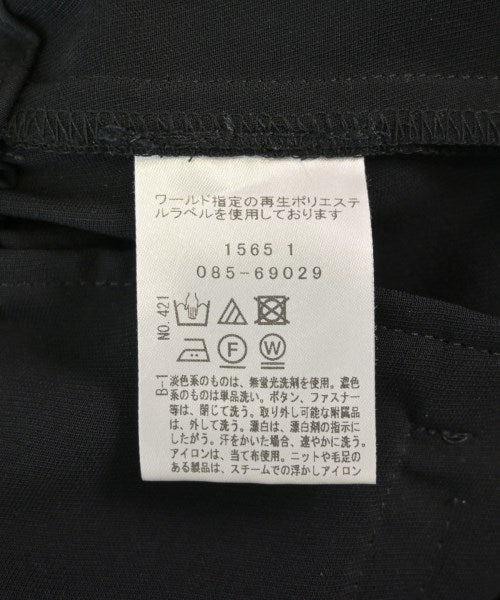 ワールド指定の再生ポリエステ
ルラベルを使用しております
1565 1
085-69029
NO.421
F
W
B-1
淡色系のものは、無蛍光洗剤を使用。濃色
系のものは単品洗い。ボタン、ファスナー
等は、閉じて洗う。取り外し可能な附属品
は、はずして洗う。漂白は、漂白剤の指示に
したがう。汗をかいた場合、速やかに洗う。
アイロンは、当て布使用。ニットや毛足の
ある製品は、スチームでの浮かしアイロン